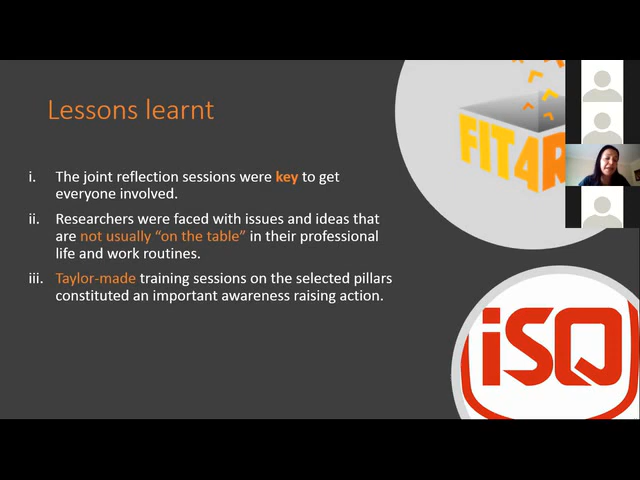 Lessons learnt
i. The joint reflection sessions were key to get
everyone involved.
ii. Researchers were faced with issues and ideas that
are not usually “on the table” in their professional
life and work routines.
iii. Taylor-made training sessions on the selected pillars
constituted an important awareness raising action.
FIT4R
iSQ